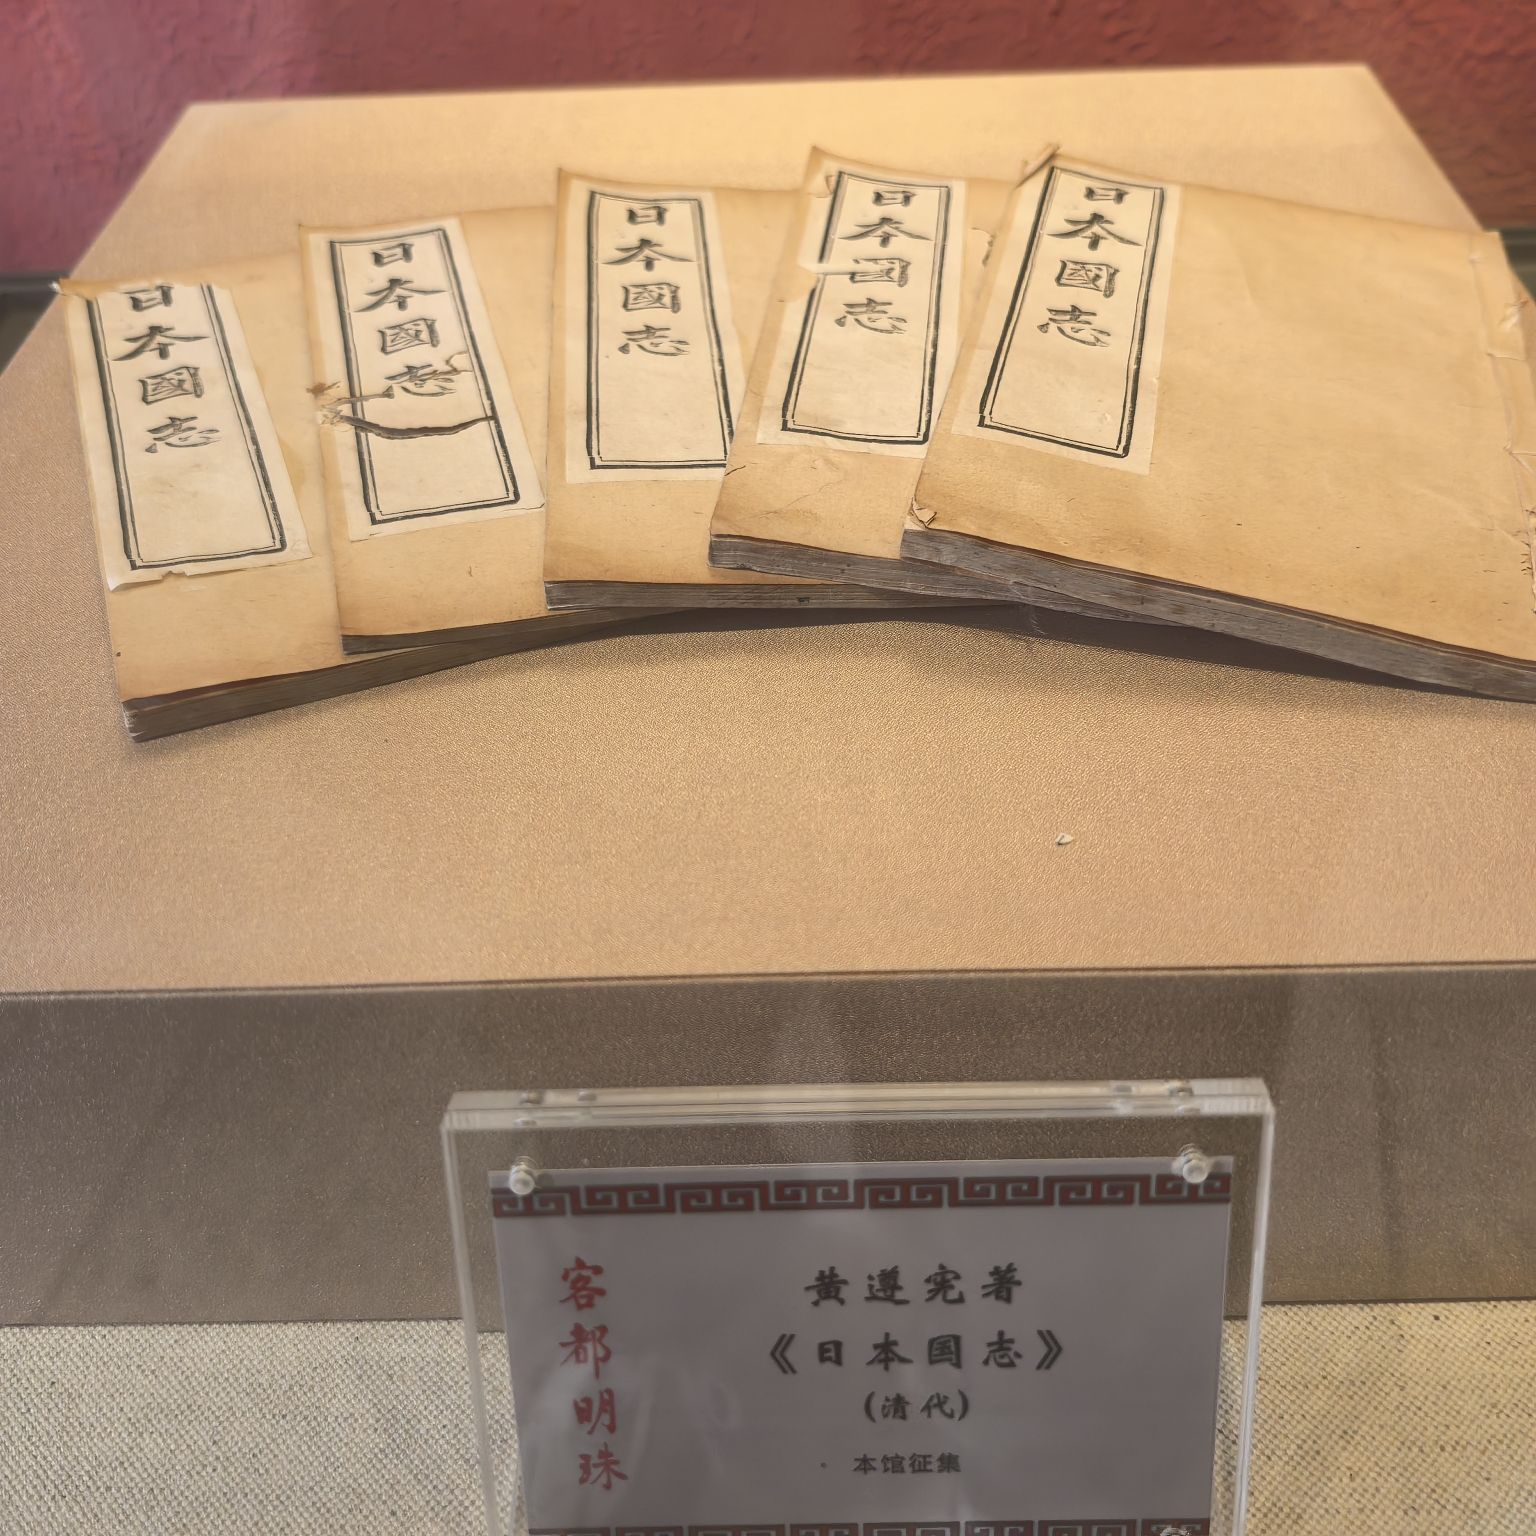 日本國志
日本國志
日本國志
日本國志
日本國志
客都明珠
黄遵宪著
《日本国志》
(清代)
本馆征集